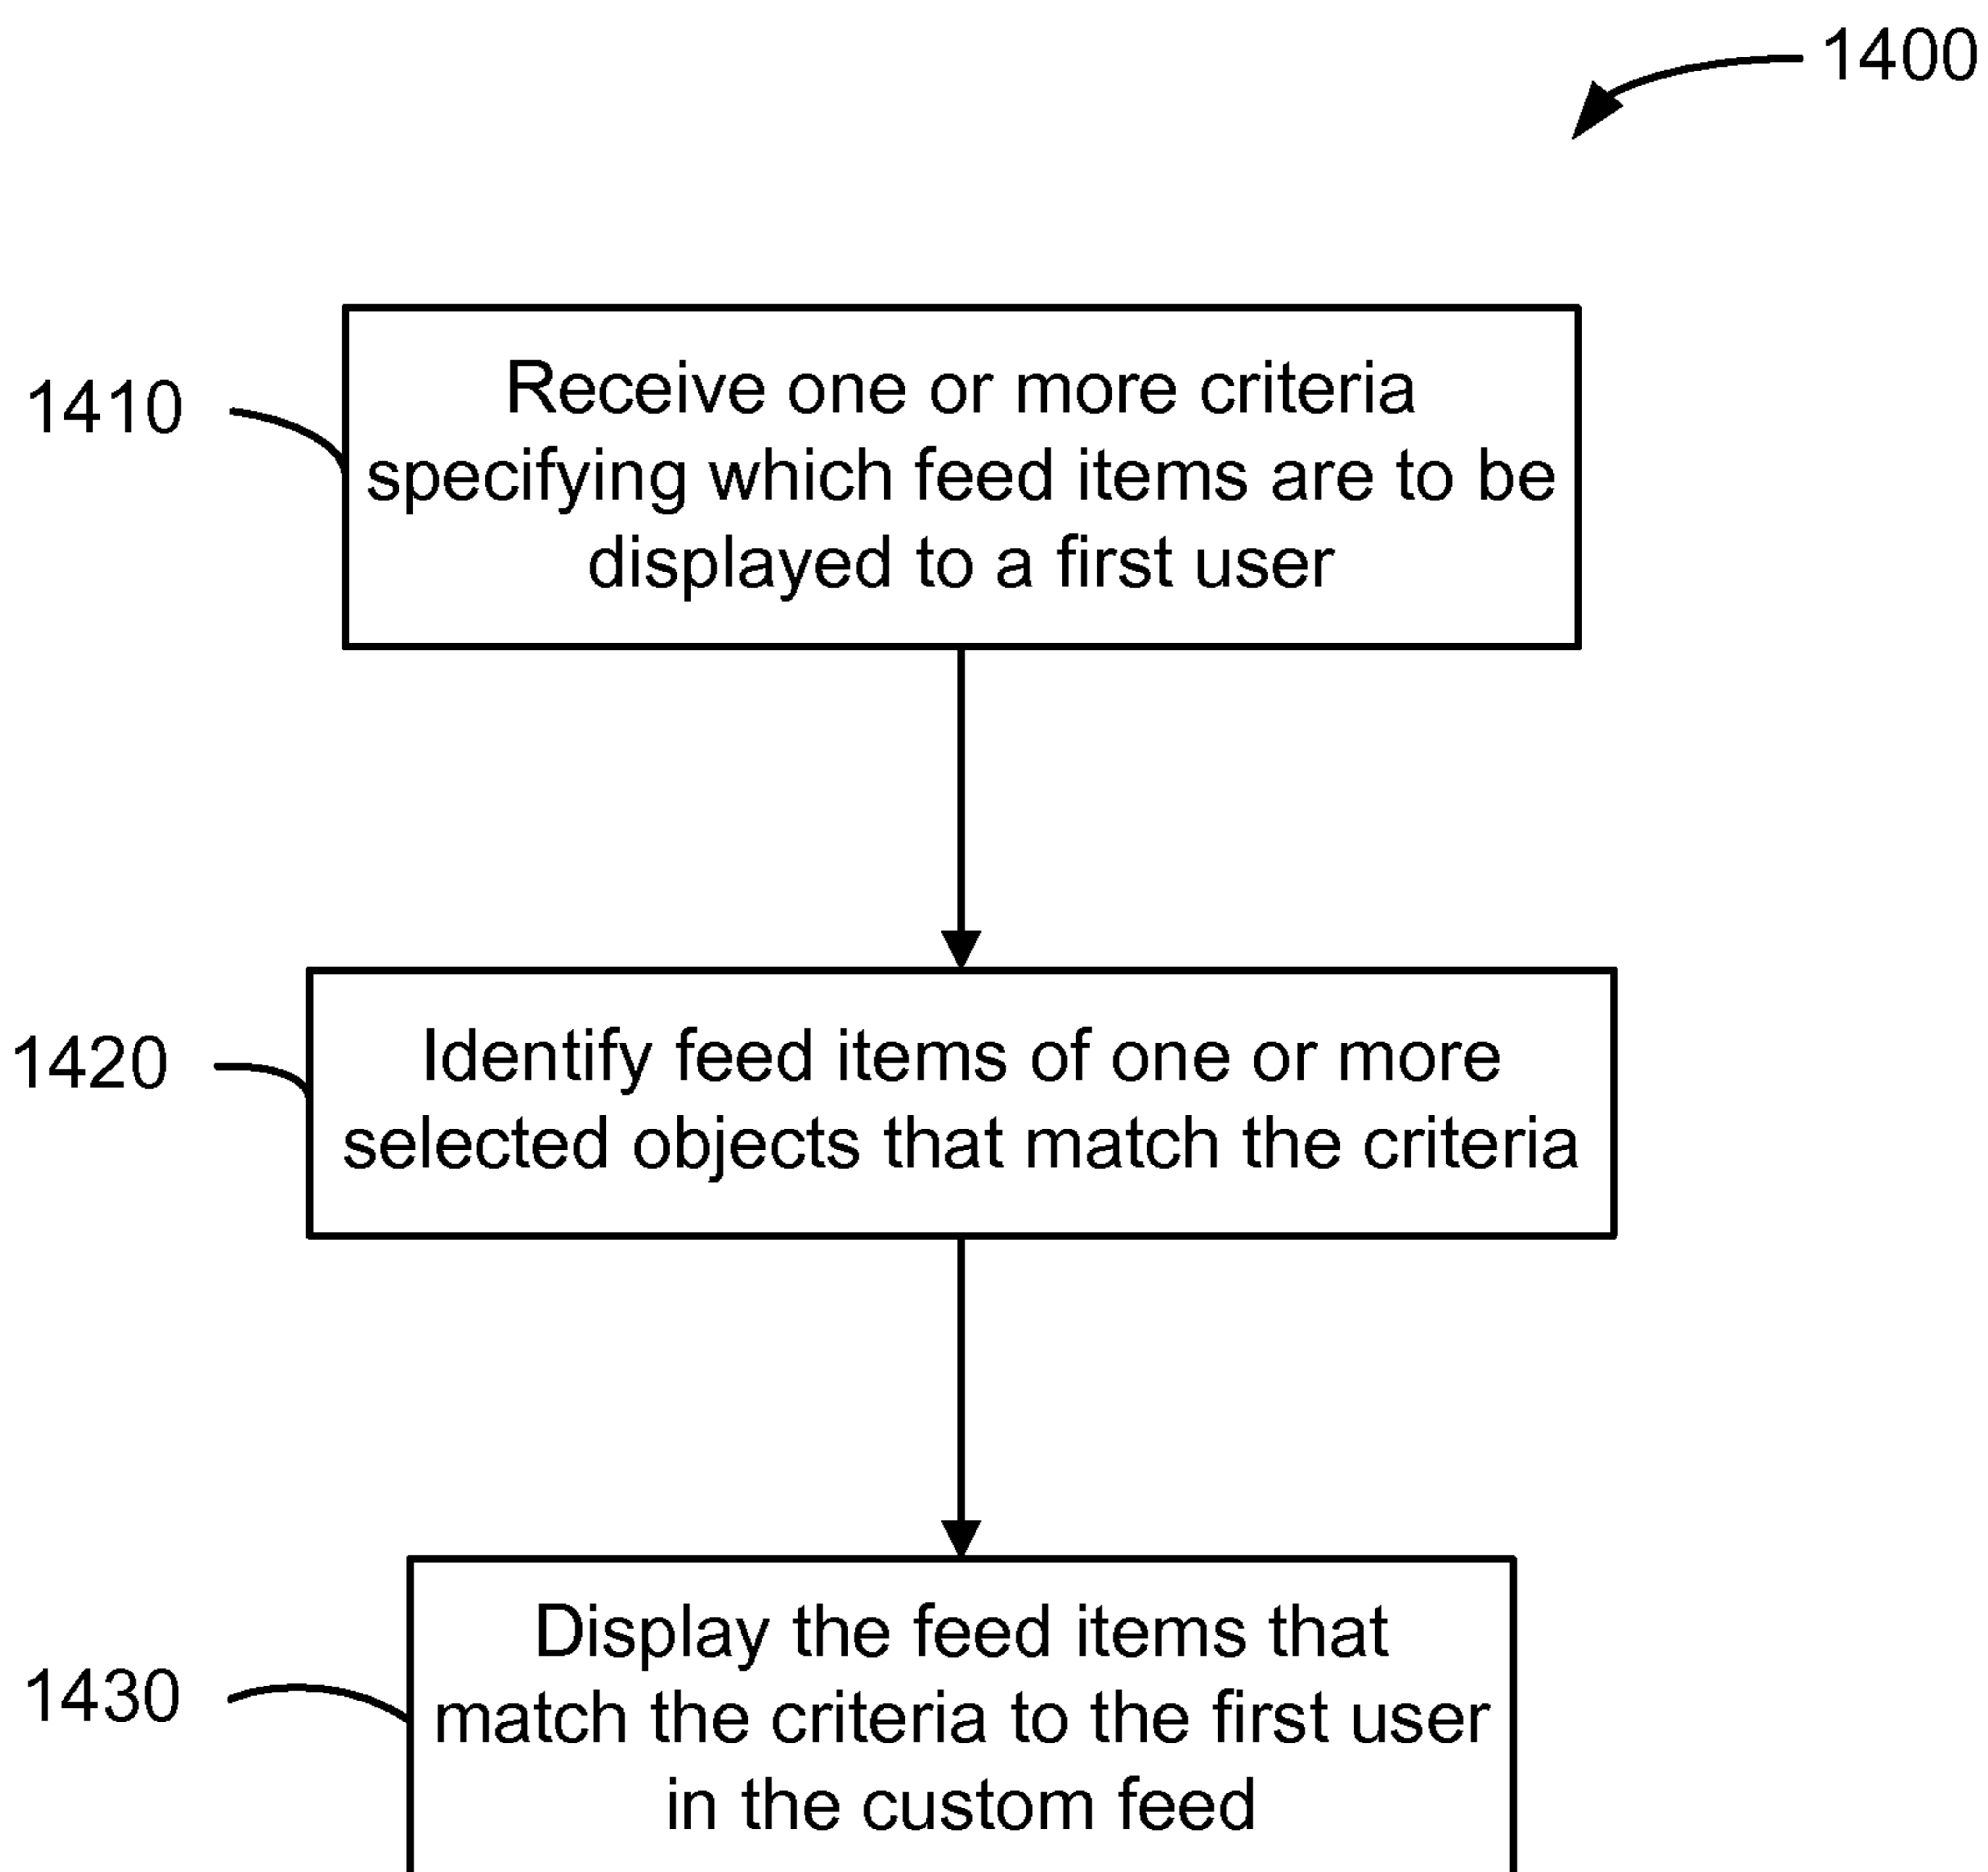 1400
1410
Receive one or more criteria
specifying which feed items are to be
displayed to a first user
1420
Identify feed items of one or more
selected objects that match the criteria
1430
Display the feed items that
match the criteria to the first user
in the custom feed